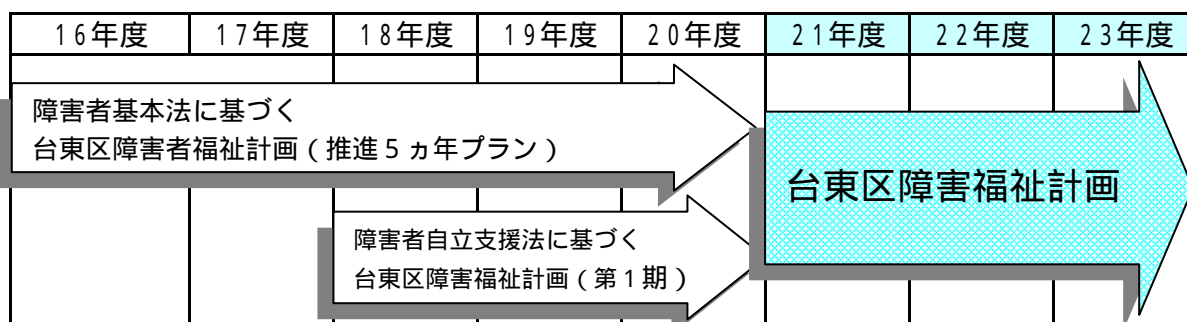 16年度 17年度 18年度 19年度 20年度 21年度 22年度 23年度
障害者基本法に基づく
台東区障害者福祉計画(推進5ヵ年プラン)
台東区障害福祉計画
障害者自立支援法に基づく
台東区障害福祉計画(第1期)